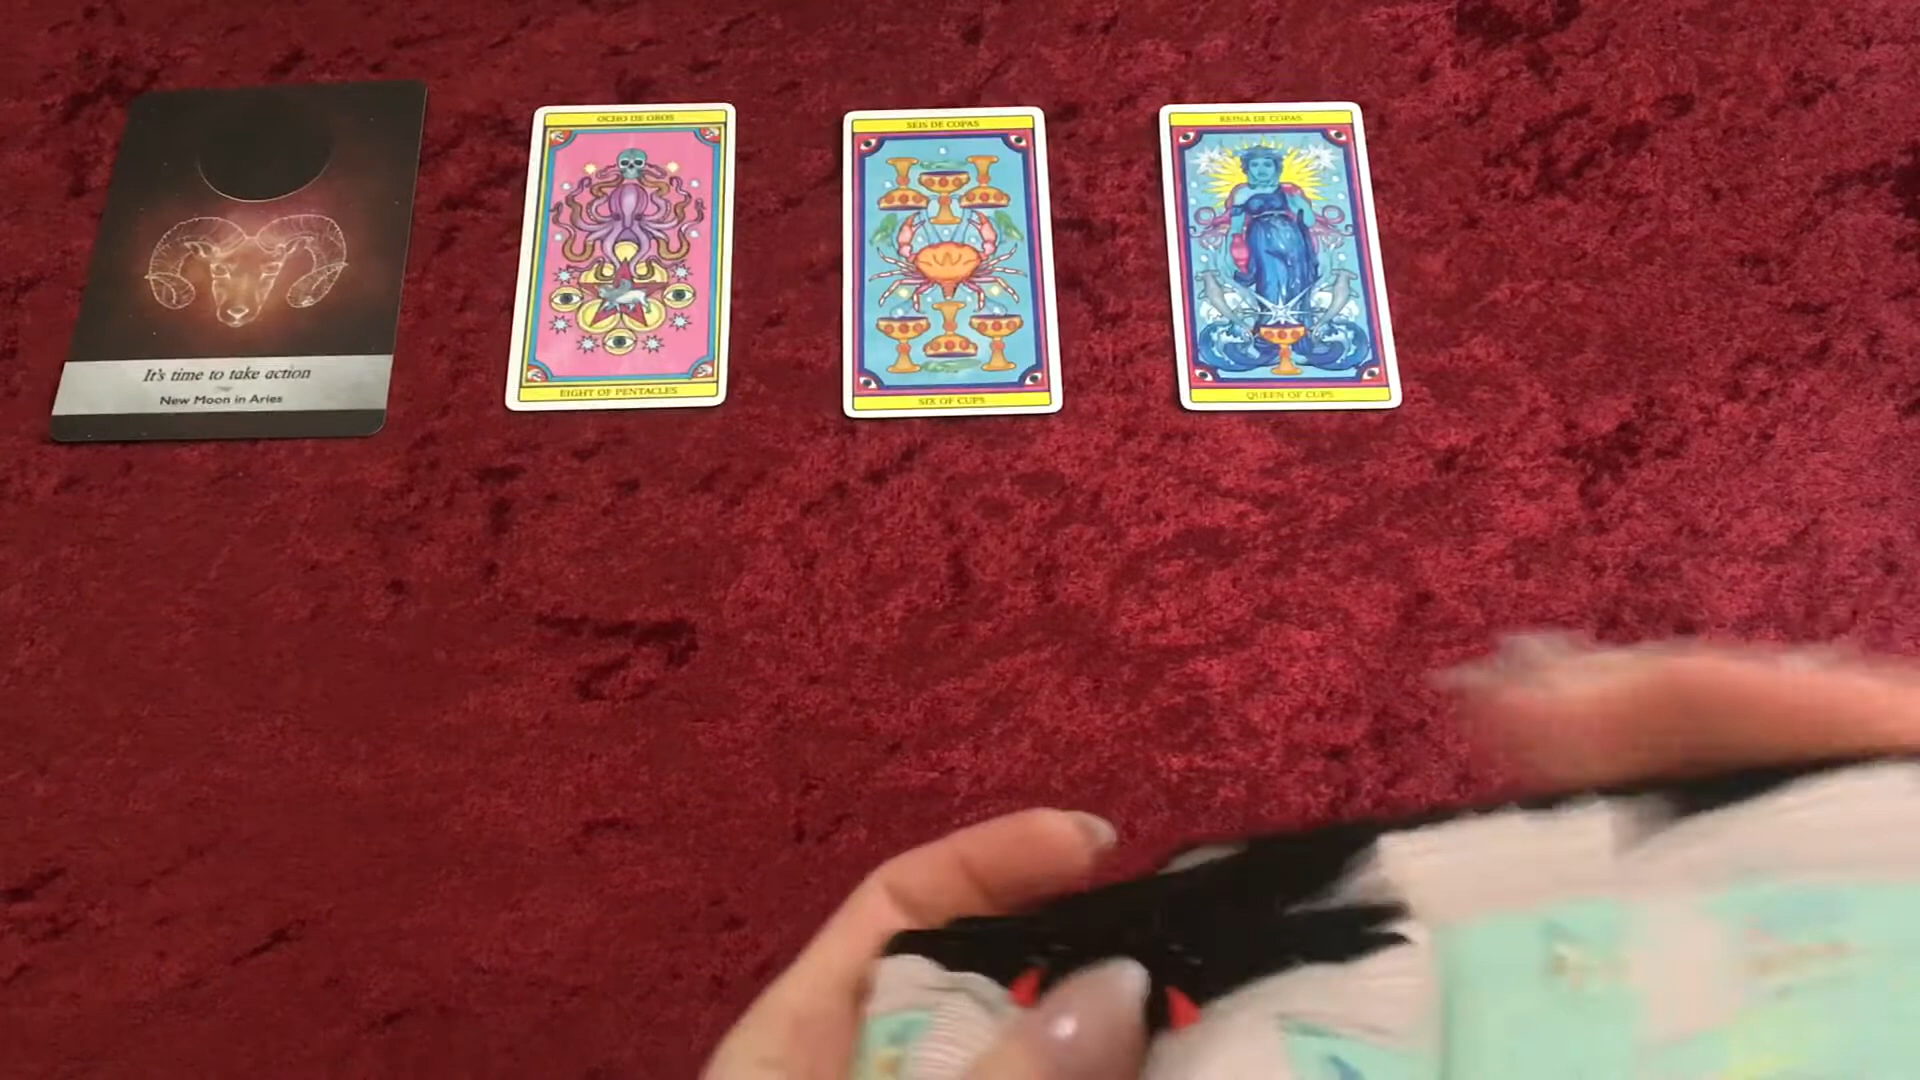 It's time to take action
New Moon in Aries
OCHO DE OROS
EIGHT OF PENTACLES
SEIS DE COPAS
SIX OF CUPS
REINA DE COPAS
QUEEN OF CUPS